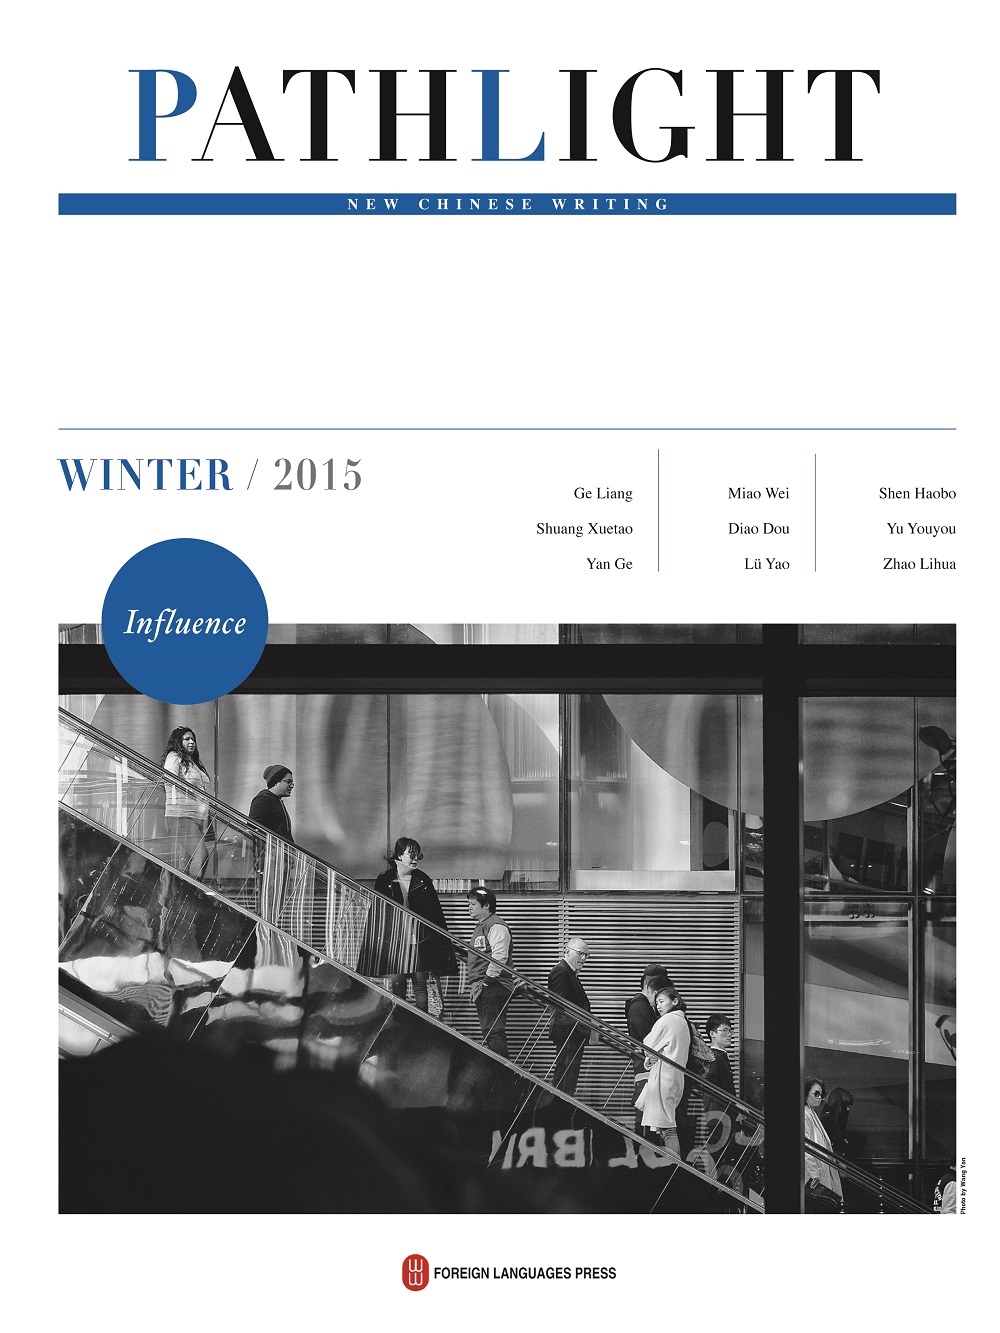 PATHLIGHT
NEW CHINESE WRITING
WINTER / 2015
Ge Liang
Shuang Xuetao
Yan Ge
Miao Wei
Diao Dou
Lü Yao
Shen Haobo
Yu Youyou
Zhao Lihua
Influence
Photo by Wang Yan
FOREIGN LANGUAGES PRESS